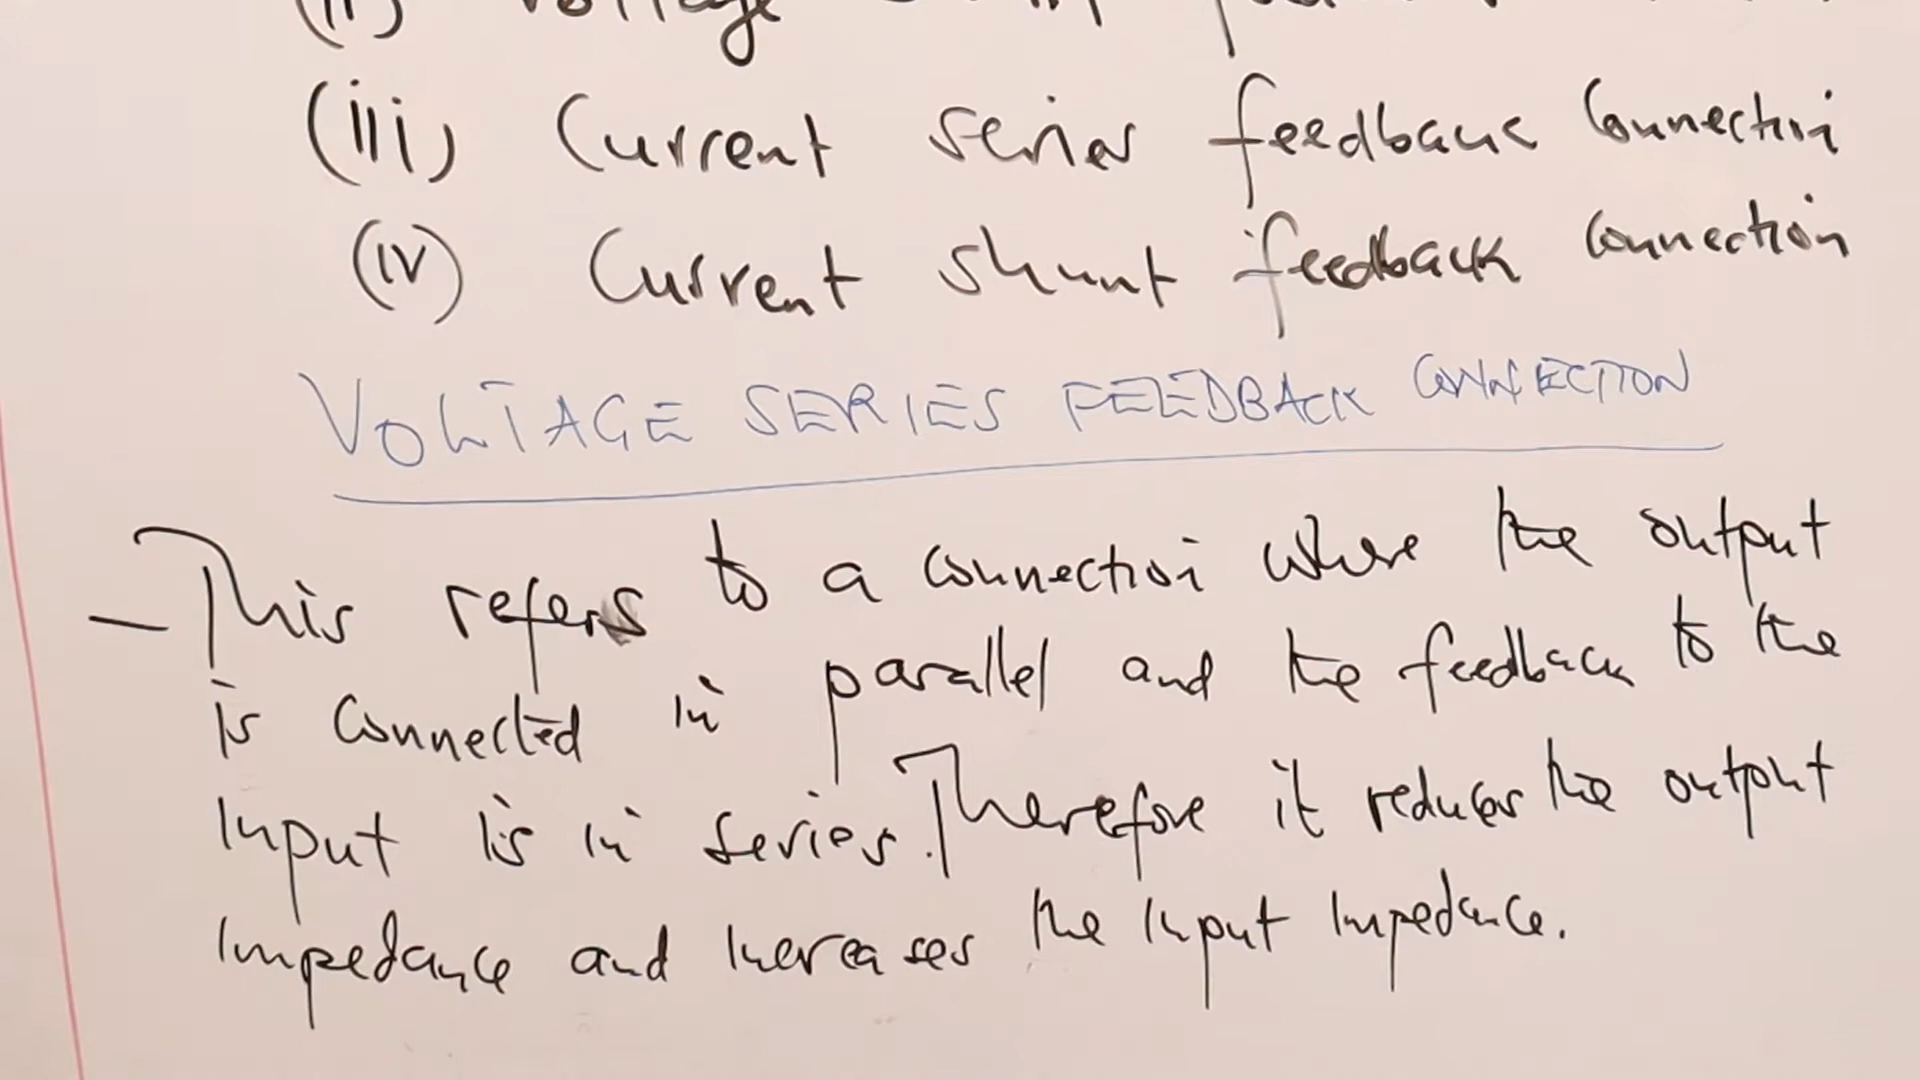 (ii) Voltage
(iii) Current series feedback Connection
(iv) Current shunt feedback Connection
VOLTAGE SERIES FEEDBACK CONNECTION
- This refers to a connection where the output
is Connected in parallel and the feedback to the
Input is in series. Therefore it reduces the output
Impedance and increases the Input Impedance.